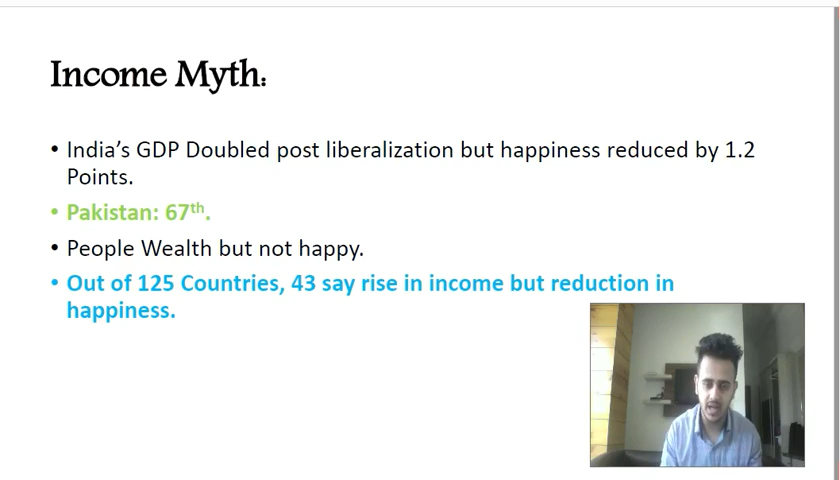 Income Myth:
• India's GDP Doubled post liberalization but happiness reduced by 1.2
Points.
• Pakistan: 67th.
• People Wealth but not happy.
• Out of 125 Countries, 43 say rise in income but reduction in
happiness.